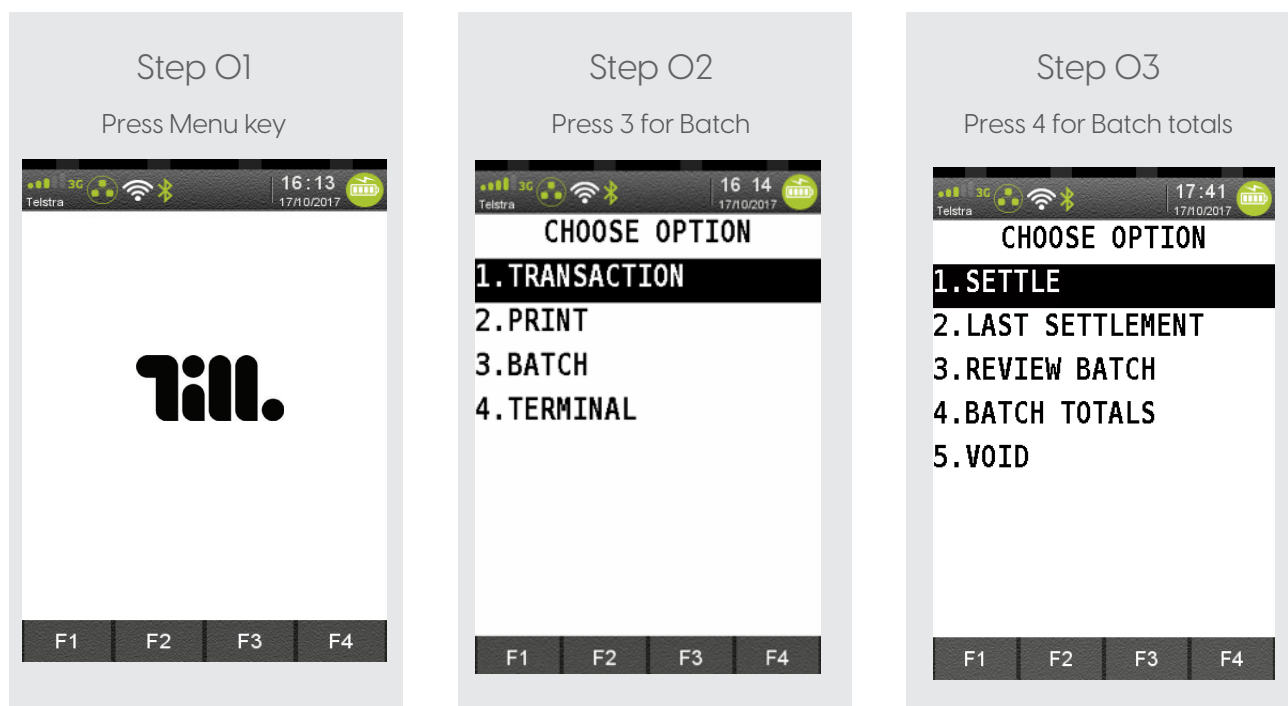 Step 01
Press Menu key
3G
Telstra
16:13
17/10/2017
Till.
F1 F2 F3 F4
Step 02
Press 3 for Batch
3G
Telstra
16 14
17/10/2017
CHOOSE OPTION
1.TRANSACTION
2.PRINT
3.BATCH
4.TERMINAL
F1 F2 F3 F4
Step 03
Press 4 for Batch totals
3G
Telstra
17:41
17/10/2017
CHOOSE OPTION
1.SETTLE
2.LAST SETTLEMENT
3.REVIEW BATCH
4.BATCH TOTALS
5.VOID
F1 F2 F3 F4